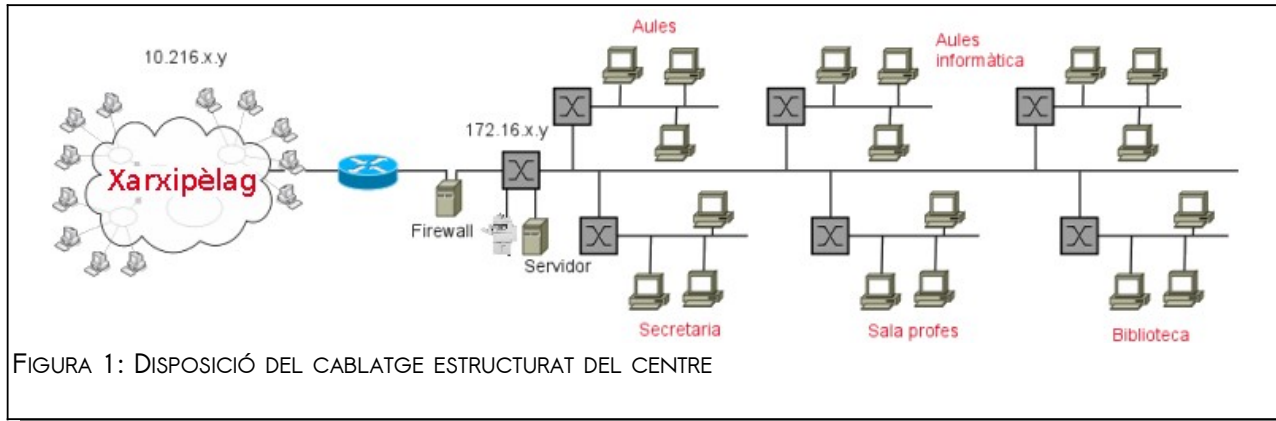 Aules
Aules
informàtica
10.216.x.y
172.16.x.y
Xarxipèlag
Firewall
Servidor
Secretaria
Sala profes
Biblioteca
FIGURA 1: DISPOSICIÓ DEL CABLATGE ESTRUCTURAT DEL CENTRE